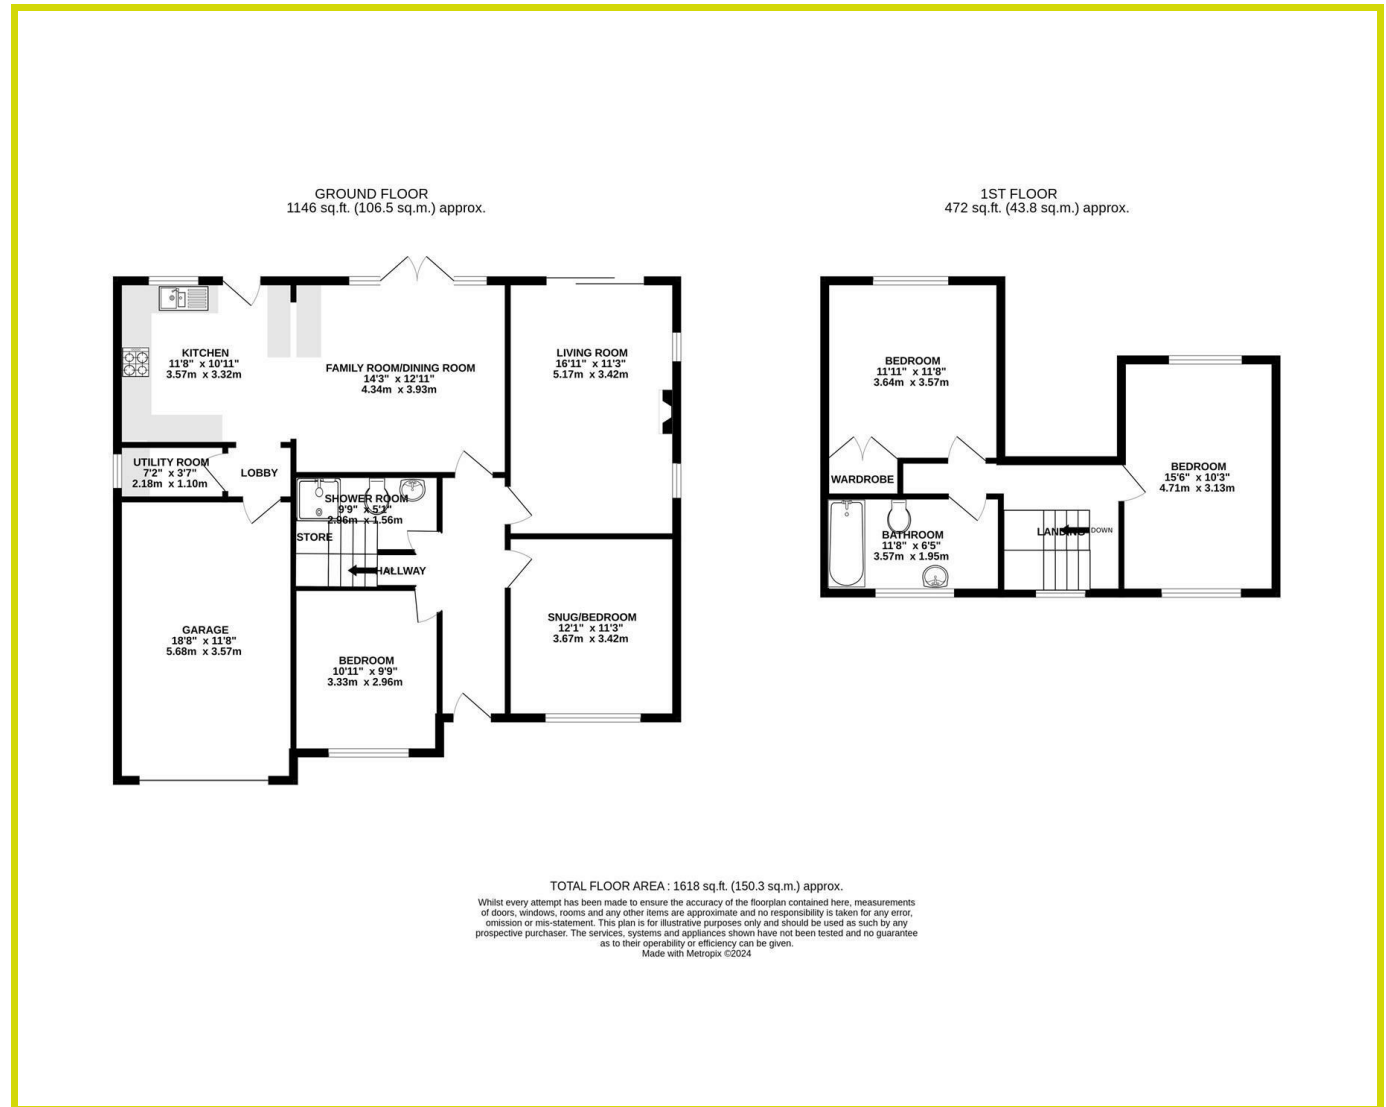 GROUND FLOOR
1146 sq.ft. (106.5 sq.m.) approx.
1ST FLOOR
472 sq.ft. (43.8 sq.m.) approx.
KITCHEN
11'8" x 10'11"
3.57m x 3.32m
FAMILY ROOM/DINING ROOM
14'3" x 12'11"
4.34m x 3.93m
LIVING ROOM
16'11" x 11'3"
5.17m x 3.42m
UTILITY ROOM
7'2" x 3'7"
2.18m x 1.10m
LOBBY
SHOWER ROOM
9'9" x 5'1"
2.96m x 1.56m
STORE
HALLWAY
GARAGE
18'8" x 11'8"
5.68m x 3.57m
BEDROOM
10'11" x 9'9"
3.33m x 2.96m
SNUG/BEDROOM
12'1" x 11'3"
3.67m x 3.42m
BEDROOM
11'11" x 11'8"
3.64m x 3.57m
WARDROBE
BEDROOM
15'6" x 10'3"
4.71m x 3.13m
BATHROOM
11'8" x 6'5"
3.57m x 1.95m
LANDING
DOWN
TOTAL FLOOR AREA : 1618 sq.ft. (150.3 sq.m.) approx.
Whilst every attempt has been made to ensure the accuracy of the floorplan contained here, measurements
of doors, windows, rooms and any other items are approximate and no responsibility is taken for any error,
omission or mis-statement. This plan is for illustrative purposes only and should be used as such by any
prospective purchaser. The services, systems and appliances shown have not been tested and no guarantee
as to their operability or efficiency can be given.
Made with Metropix ©2024